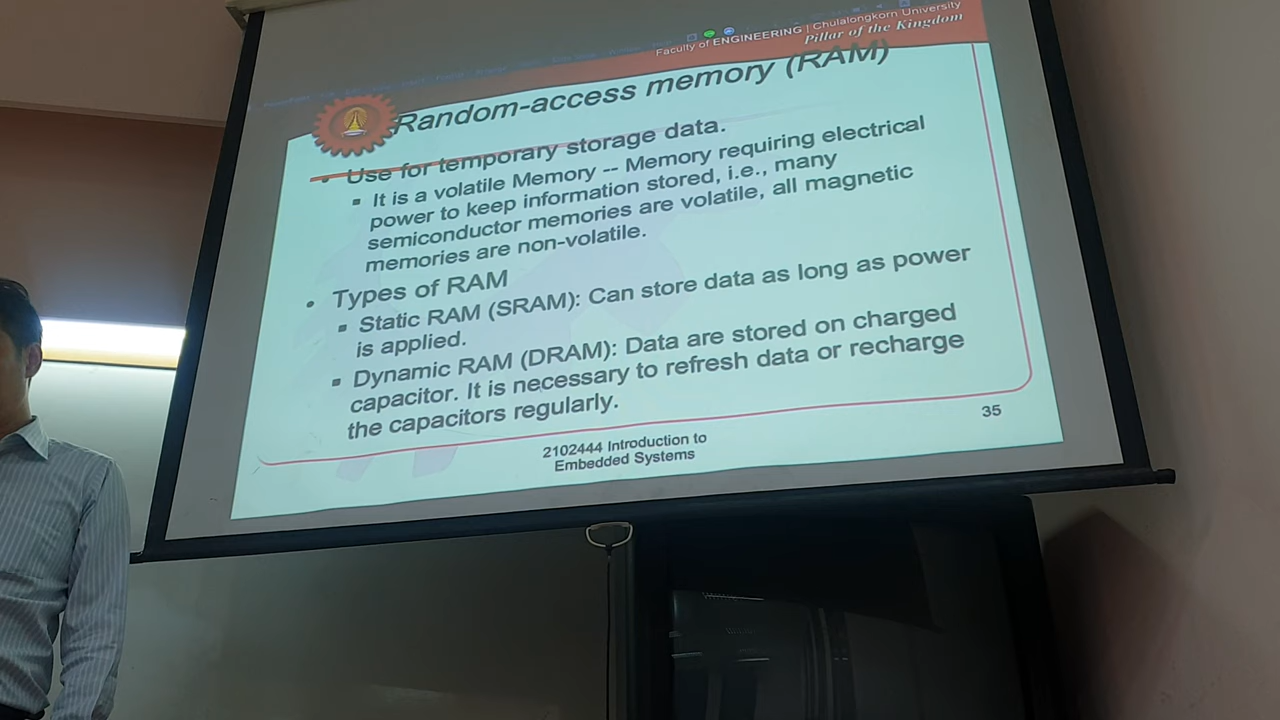 Faculty of ENGINEERING | Chulalongkorn University
Pillar of the Kingdom
Random-access memory (RAM)
• Use for temporary storage data.
▪ It is a volatile Memory -- Memory requiring electrical
power to keep information stored, i.e., many
semiconductor memories are volatile, all magnetic
memories are non-volatile.
• Types of RAM
▪ Static RAM (SRAM): Can store data as long as power
is applied.
▪ Dynamic RAM (DRAM): Data are stored on charged
capacitor. It is necessary to refresh data or recharge
the capacitors regularly.
35
2102444 Introduction to
Embedded Systems